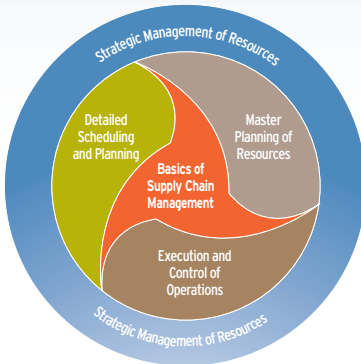 Strategic Management of Resources
Detailed
Scheduling
and Planning
Master
Planning of
Resources
Basics of
Supply Chain
Management
Execution and
Control of
Operations
Strategic Management of Resources